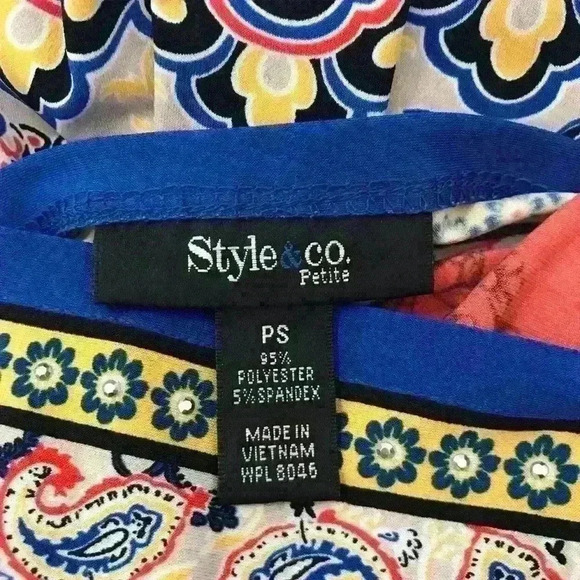 Style&co.
Petite
PS
95%
POLYESTER
5% SPANDEX
MADE IN
VIETNAM
WPL 8046